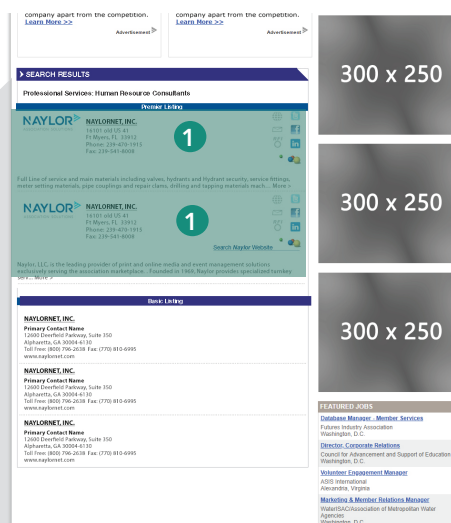 company apart from the competition.
Learn More >>
Advertisement
company apart from the competition.
Learn More >>
Advertisement
SEARCH RESULTS
Professional Services: Human Resource Consultants
Premier Listing
NAYLOR
NAYLORNET, INC.
16101 old US 41
Ft Myers, FL 33912
Phone: 239-470-1915
Fax: 239-541-8008
1
Full Line of service and main materials including valves, hydrants and Hydrant security, service fittings,
meter setting materials, pipe couplings and repair clams, drifting and tapping materials mach... More >
NAYLOR
NAYLORNET, INC.
16101 old US 41
Ft Myers, FL 33912
Phone: 239-470-1915
Fax: 239-541-8008
1
Search Naylor Website
Naylor, LLC, is the leading provider of print and online media and event management solutions
exclusively serving the association marketplace . Founded in 1969, Naylor provides specialized turnkey
serv... More >
Basic Listing
NAYLORNET, INC.
Primary Contact Name
12600 Deerfield Parkway, Suite 350
Alpharetta, GA 30004-6130
Toll Free: (800) 796-2638 Fax: (770) 810-6995
www.naylornet.com
NAYLORNET, INC.
Primary Contact Name
12600 Deerfield Parkway, Suite 350
Alpharetta, GA 30004-6130
Toll Free: (800) 796-2638 Fax: (770) 810-6995
www.naylornet.com
NAYLORNET, INC.
Primary Contact Name
12600 Deerfield Parkway, Suite 350
Alpharetta, GA 30004-6130
Toll Free: (800) 796-2638 Fax: (770) 810-6995
www.naylornet.com
300 x 250
300 x 250
300 x 250
FEATURED JOBS
Database Manager - Member Services
Futures Industry Association
Washington, D.C.
Director, Corporate Relations
Council for Advancement and Support of Education
Washington, D.C.
Volunteer Engagement Manager
ASIS International
Alexandria, Virginia
Marketing & Member Relations Manager
WaterISAC/Association of Metropolitan Water
Agencies
Washington, D.C.